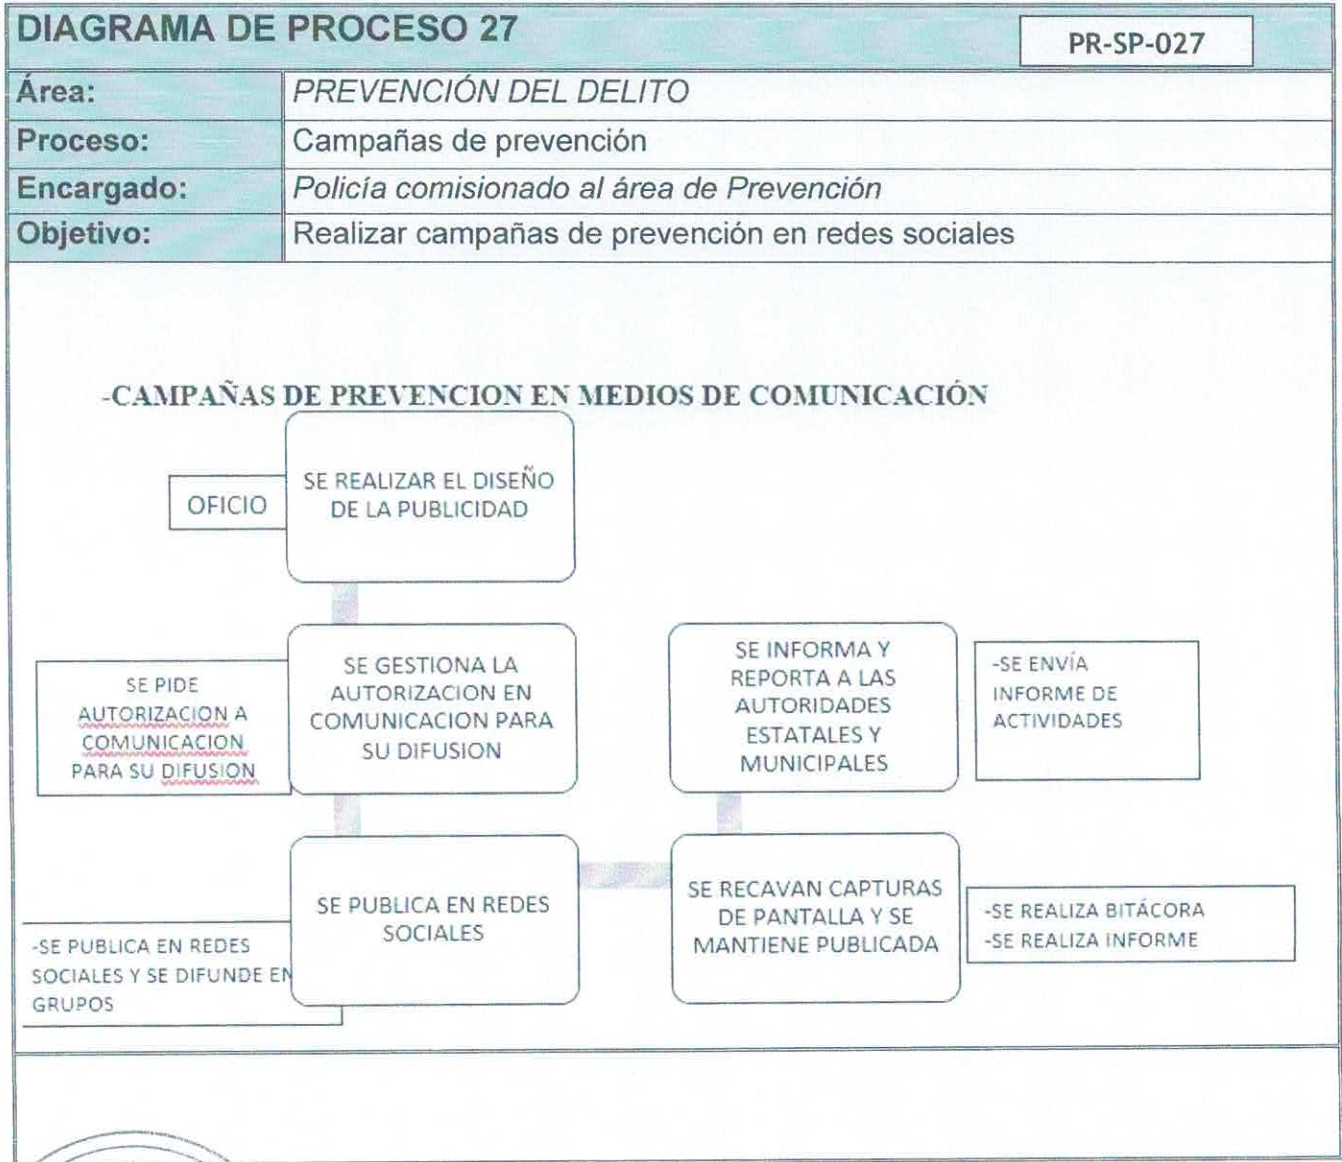 DIAGRAMA DE PROCESO 27
PR-SP-027
Área: PREVENCIÓN DEL DELITO
Proceso: Campañas de prevención
Encargado: Policía comisionado al área de Prevención
Objetivo: Realizar campañas de prevención en redes sociales
-CAMPAÑAS DE PREVENCION EN MEDIOS DE COMUNICACIÓN
OFICIO
SE REALIZAR EL DISEÑO
DE LA PUBLICIDAD
SE PIDE
AUTORIZACION A
COMUNICACION
PARA SU DIFUSION
SE GESTIONA LA
AUTORIZACION EN
COMUNICACION PARA
SU DIFUSION
-SE PUBLICA EN REDES
SOCIALES Y SE DIFUNDE EN
GRUPOS
SE PUBLICA EN REDES
SOCIALES
SE RECAVAN CAPTURAS
DE PANTALLA Y SE
MANTIENE PUBLICADA
-SE REALIZA BITÁCORA
-SE REALIZA INFORME
SE INFORMA Y
REPORTA A LAS
AUTORIDADES
ESTATALES Y
MUNICIPALES
-SE ENVÍA
INFORME DE
ACTIVIDADES